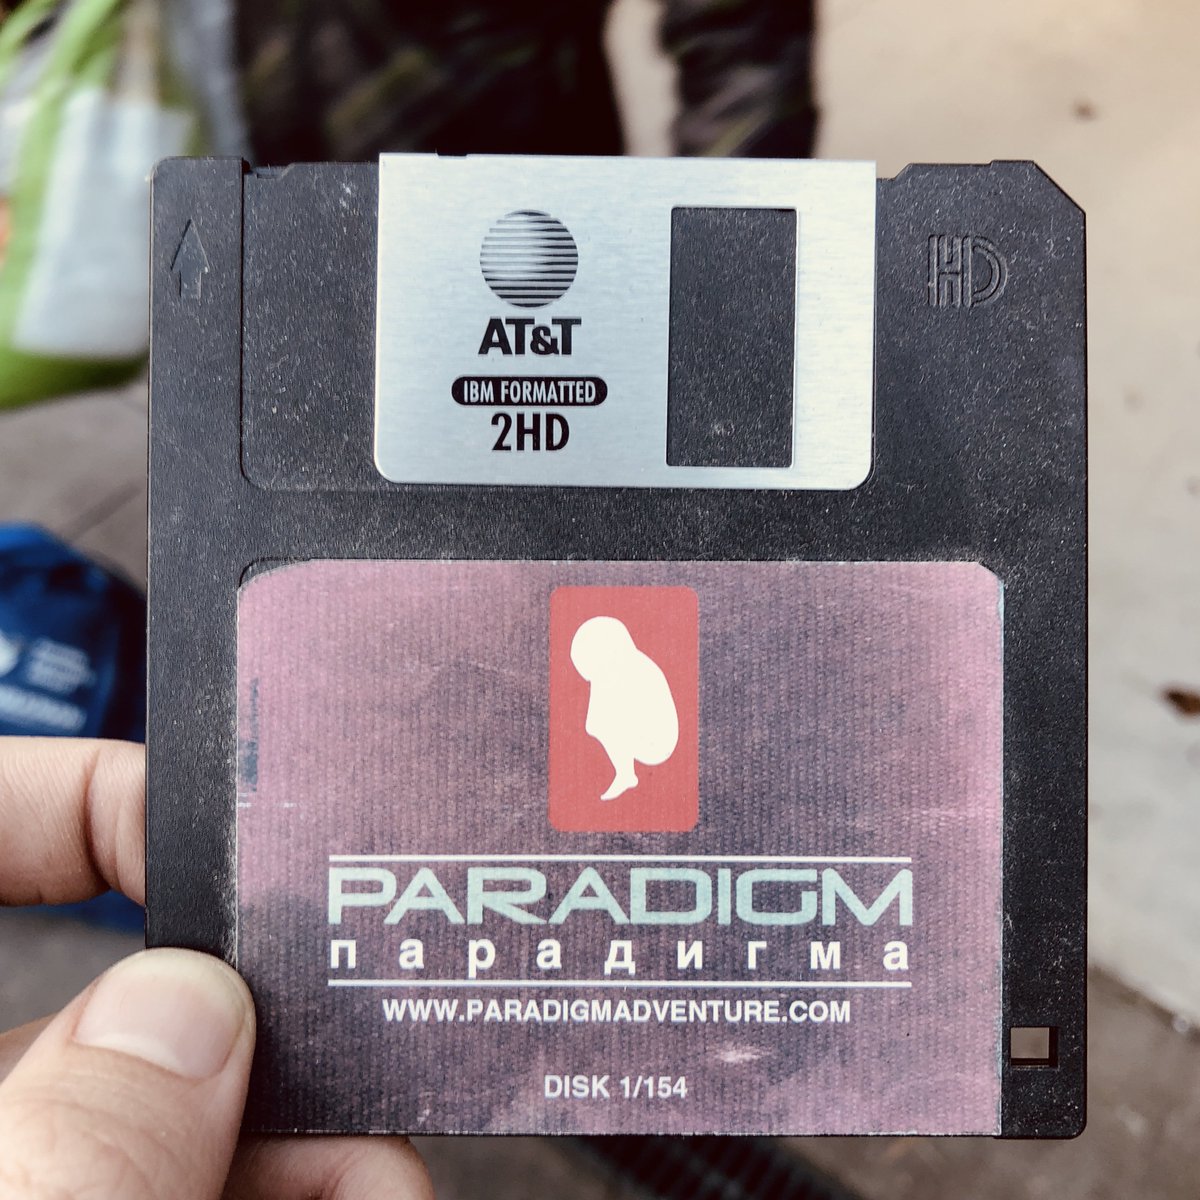 HD
AT&T
IBM FORMATTED
2HD
PARADIGM
парадигма
WWW.PARADIGMADVENTURE.COM
DISK 1/154